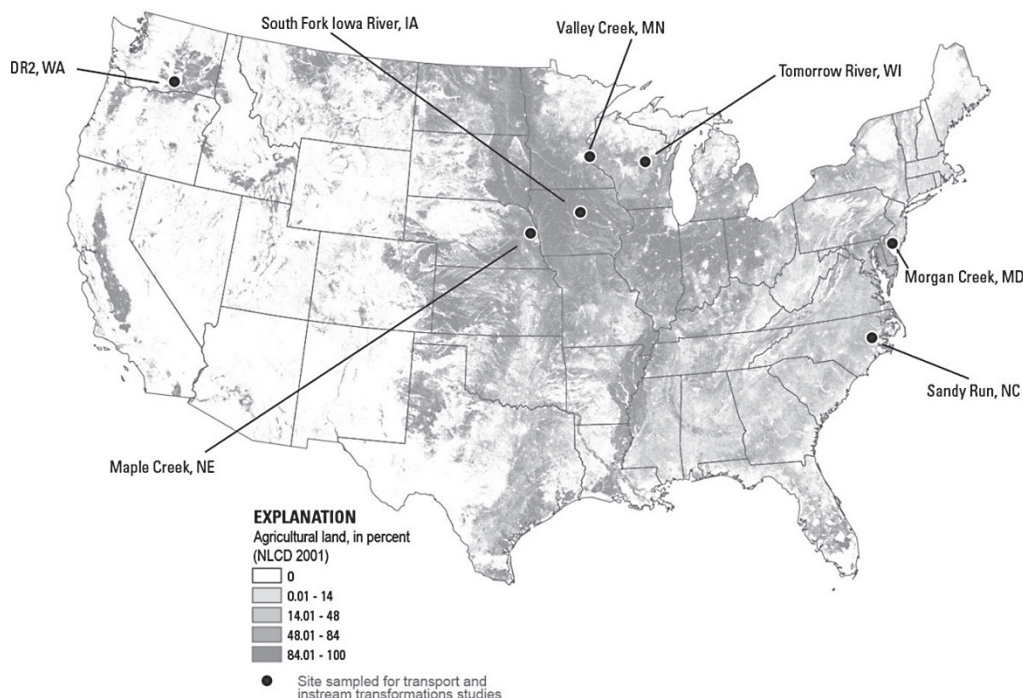 South Fork Iowa River, IA
Valley Creek, MN
DR2, WA
Tomorrow River, WI
Morgan Creek, MD
Sandy Run, NC
Maple Creek, NE
EXPLANATION
Agricultural land, in percent
(NLCD 2001)
0
0.01 - 14
14.01 - 48
48.01 - 84
84.01 - 100
Site sampled for transport and
instream transformations studies